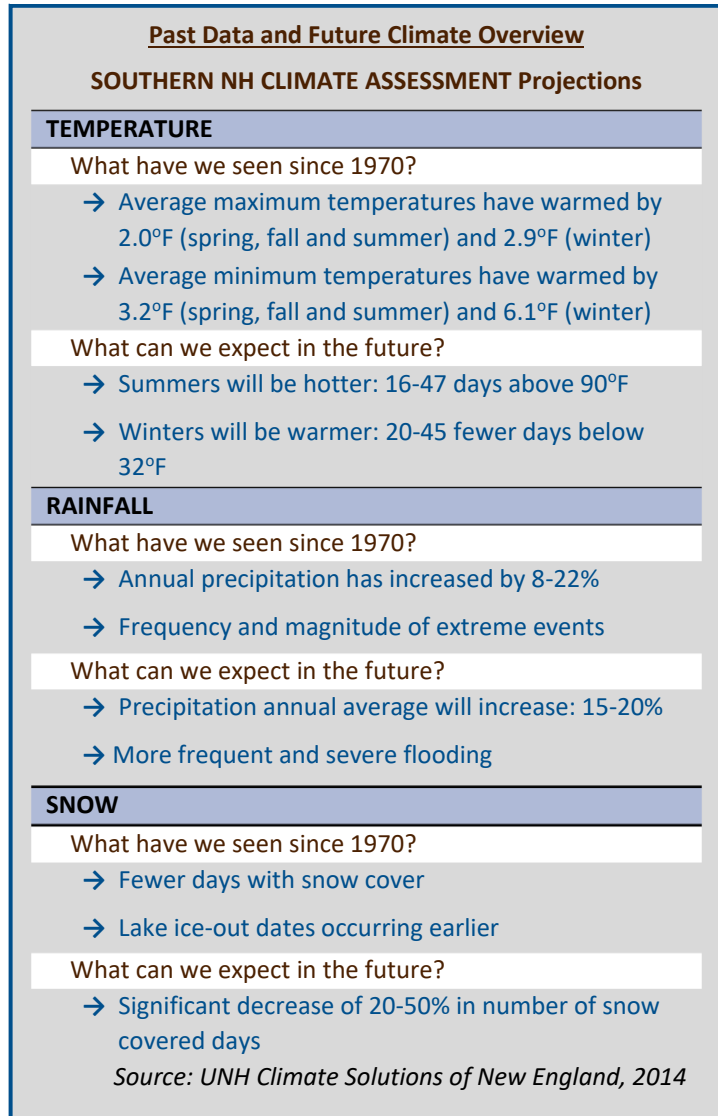 Past Data and Future Climate Overview
SOUTHERN NH CLIMATE ASSESSMENT Projections
TEMPERATURE
What have we seen since 1970?
→ Average maximum temperatures have warmed by
2.0°F (spring, fall and summer) and 2.9°F (winter)
→ Average minimum temperatures have warmed by
3.2°F (spring, fall and summer) and 6.1°F (winter)
What can we expect in the future?
→ Summers will be hotter: 16-47 days above 90°F
→ Winters will be warmer: 20-45 fewer days below
32°F
RAINFALL
What have we seen since 1970?
→ Annual precipitation has increased by 8-22%
→ Frequency and magnitude of extreme events
What can we expect in the future?
→ Precipitation annual average will increase: 15-20%
→ More frequent and severe flooding
SNOW
What have we seen since 1970?
→ Fewer days with snow cover
→ Lake ice-out dates occurring earlier
What can we expect in the future?
→ Significant decrease of 20-50% in number of snow
covered days
Source: UNH Climate Solutions of New England, 2014